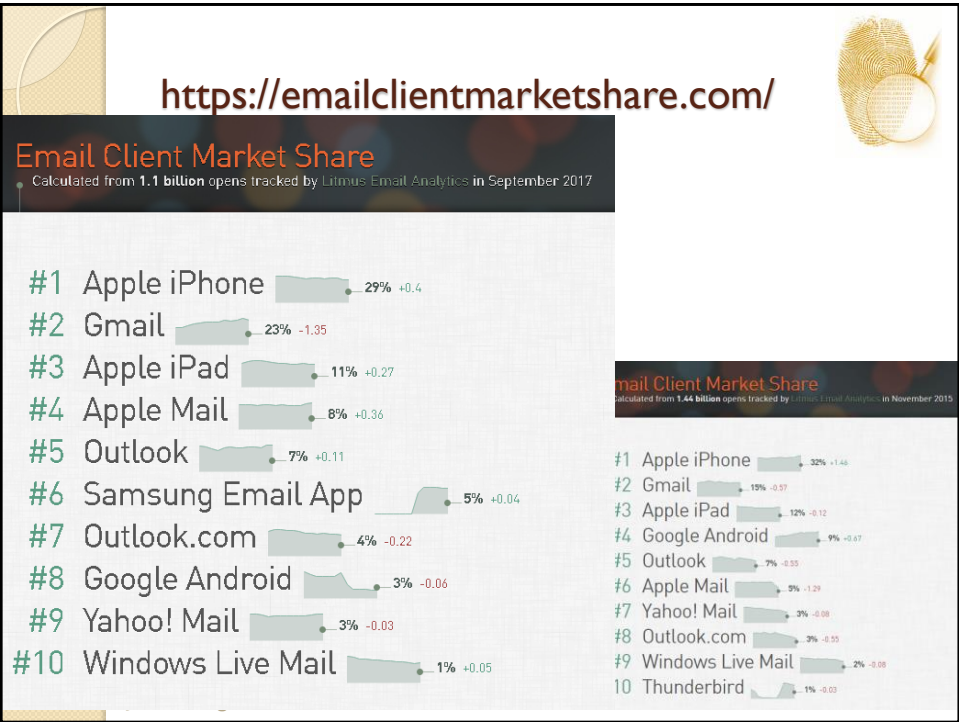 https://emailclientmarketshare.com/
Email Client Market Share
Calculated from 1.1 billion opens tracked by Litmus Email Analytics in September 2017
#1 Apple iPhone 29% +0.4
#2 Gmail 23% -1.35
#3 Apple iPad 11% +0.27
#4 Apple Mail 8% +0.36
#5 Outlook 7% +0.11
#6 Samsung Email App 5% +0.04
#7 Outlook.com 4% -0.22
#8 Google Android 3% -0.06
#9 Yahoo! Mail 3% -0.03
#10 Windows Live Mail 1% +0.05
mail Client Market Share
Calculated from 1.44 billion opens tracked by Litmus Email Analytics in November 2015
#1 Apple iPhone 32% +1.46
#2 Gmail 15% -0.57
#3 Apple iPad 12% -0.12
#4 Google Android 9% +0.67
#5 Outlook 7% -0.55
#6 Apple Mail 5% -1.29
#7 Yahoo! Mail 3% -0.08
#8 Outlook.com 3% -0.55
#9 Windows Live Mail 2% -0.08
10 Thunderbird 1% -0.03